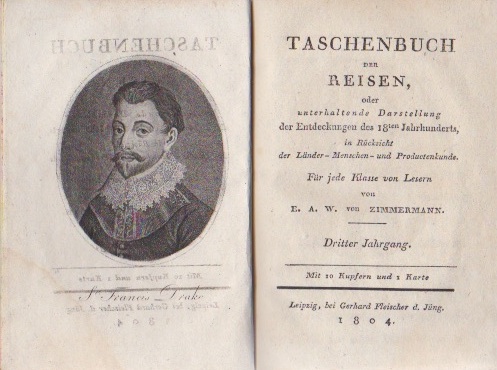 Sr Francis Drake
TASCHENBUCH
DER
REISEN,
oder
unterhaltende Darstellung
der Entdeckungen des 18ten Jahrhunderts,
in Rücksicht
der Länder- Menschen- und Productenkunde.
Für jede Klasse von Lesern
von
E. A. W. von ZIMMERMANN.
Dritter Jahrgang.
Mit 10 Kupfern und 1 Karte
Leipzig, bei Gerhard Fleischer d. Jüng.
1804.